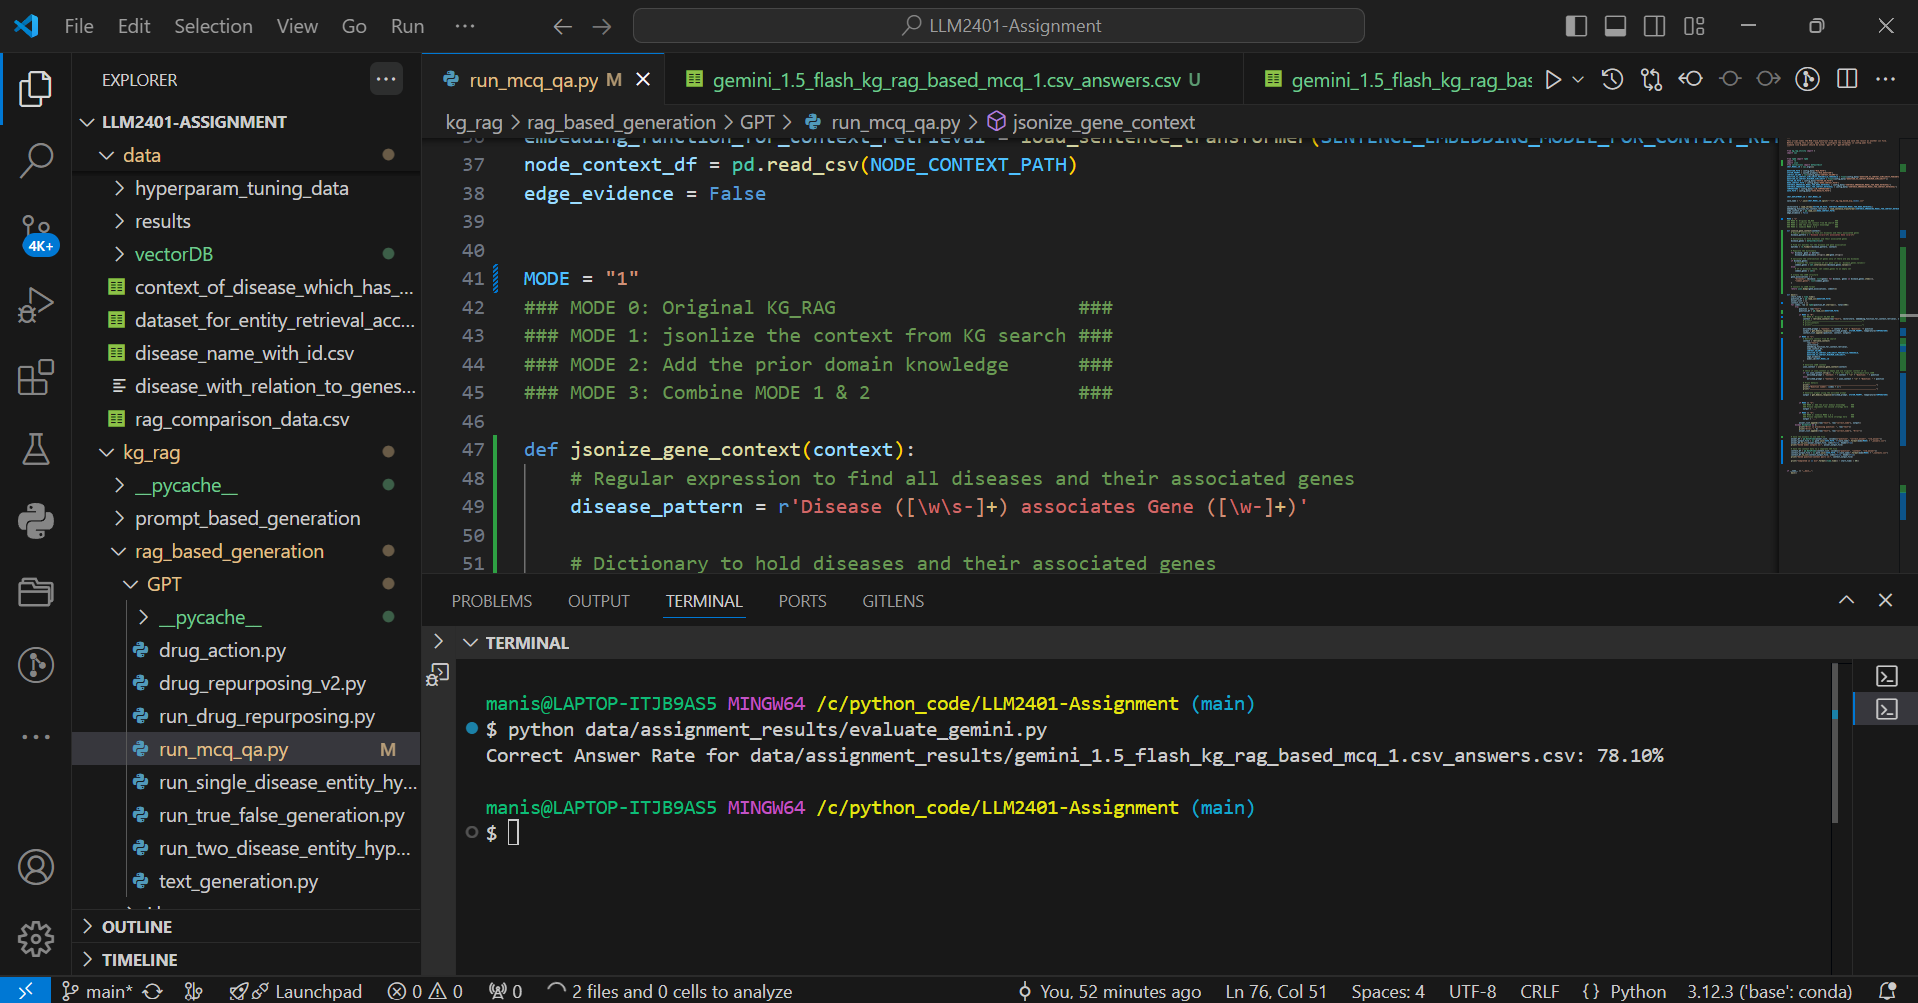 File Edit Selection View Go Run ··· LLM2401-Assignment
EXPLORER
LLM2401-ASSIGNMENT
data
hyperparam_tuning_data
results
vectorDB
context_of_disease_which_has_...
dataset_for_entity_retrieval_acc...
disease_name_with_id.csv
disease_with_relation_to_genes...
rag_comparison_data.csv
kg_rag
__pycache__
prompt_based_generation
rag_based_generation
GPT
__pycache__
drug_action.py
drug_repurposing_v2.py
run_drug_repurposing.py
run_mcq_qa.py M
run_single_disease_entity_hy...
run_true_false_generation.py
run_two_disease_entity_hyp...
text_generation.py
OUTLINE
TIMELINE
4K+
run_mcq_qa.py M gemini_1.5_flash_kg_rag_based_mcq_1.csv_answers.csv U gemini_1.5_flash_kg_rag_bas
kg_rag > rag_based_generation > GPT > run_mcq_qa.py > jsonize_gene_context
36 embedding_function_for_context_retrieval = load_sentence_transformer(SENTENCE_EMBEDDING_MODEL_FOR_CONTEXT_RET
37 node_context_df = pd.read_csv(NODE_CONTEXT_PATH)
38 edge_evidence = False
39
40
41 MODE = "1"
42 ### MODE 0: Original KG_RAG ###
43 ### MODE 1: jsonlize the context from KG search ###
44 ### MODE 2: Add the prior domain knowledge ###
45 ### MODE 3: Combine MODE 1 & 2 ###
46
47 def jsonize_gene_context(context):
48 # Regular expression to find all diseases and their associated genes
49 disease_pattern = r'Disease ([\w\s-]+) associates Gene ([\w-]+)'
50
51 # Dictionary to hold diseases and their associated genes
PROBLEMS OUTPUT TERMINAL PORTS GITLENS
TERMINAL
manis@LAPTOP-ITJB9AS5 MINGW64 /c/python_code/LLM2401-Assignment (main)
$ python data/assignment_results/evaluate_gemini.py
Correct Answer Rate for data/assignment_results/gemini_1.5_flash_kg_rag_based_mcq_1.csv_answers.csv: 78.10%
manis@LAPTOP-ITJB9AS5 MINGW64 /c/python_code/LLM2401-Assignment (main)
$
main* Launchpad 0 0 0 2 files and 0 cells to analyze You, 52 minutes ago Ln 76, Col 51 Spaces: 4 UTF-8 CRLF {} Python 3.12.3 ('base': conda)